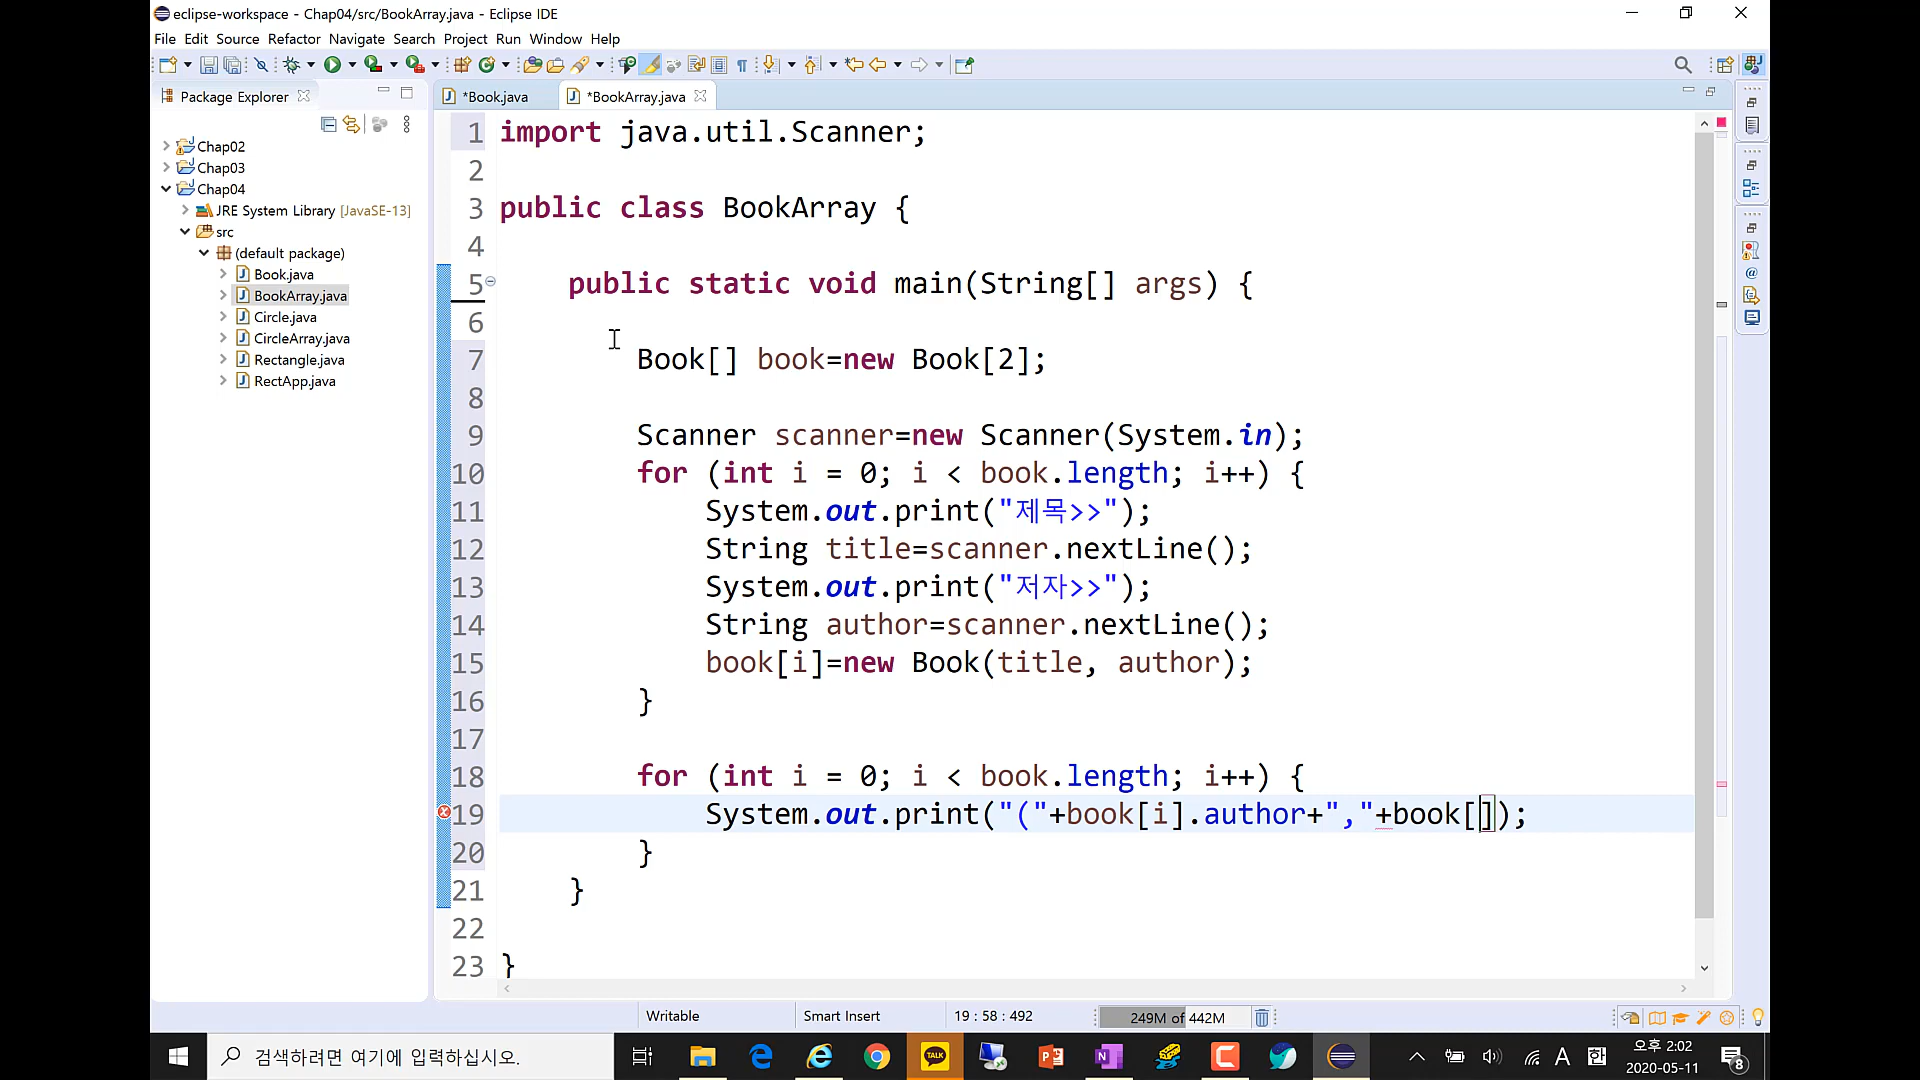 eclipse-workspace - Chap04/src/BookArray.java - Eclipse IDE
File Edit Source Refactor Navigate Search Project Run Window Help
Package Explorer
*Book.java
*BookArray.java
Chap02
Chap03
Chap04
JRE System Library [JavaSE-13]
src
(default package)
Book.java
BookArray.java
Circle.java
CircleArray.java
Rectangle.java
RectApp.java
1 import java.util.Scanner;
2
3 public class BookArray {
4
5 public static void main(String[] args) {
6
7 Book[] book=new Book[2];
8
9 Scanner scanner=new Scanner(System.in);
10 for (int i = 0; i < book.length; i++) {
11 System.out.print("제목>>");
12 String title=scanner.nextLine();
13 System.out.print("저자>>");
14 String author=scanner.nextLine();
15 book[i]=new Book(title, author);
16 }
17
18 for (int i = 0; i < book.length; i++) {
19 System.out.print("("+book[i].author+","+book[]);
20 }
21 }
22
23 }
Writable
Smart Insert
19 : 58 : 492
249M of 442M
검색하려면 여기에 입력하십시오.
TALK
A 한
오후 2:02
2020-05-11
8